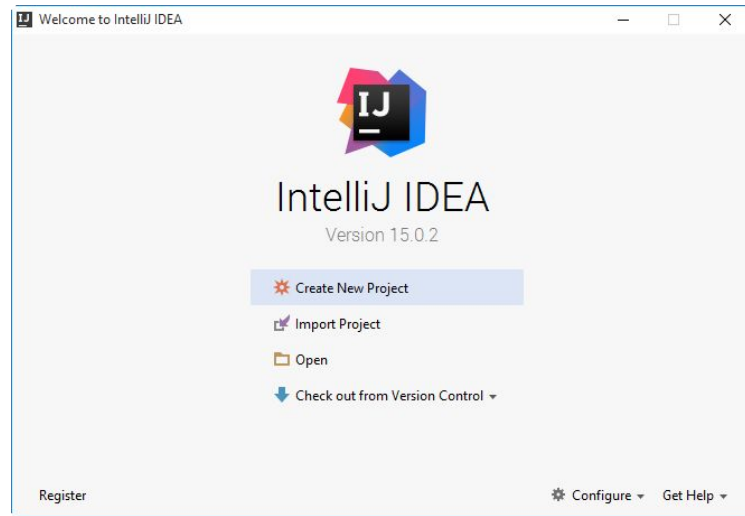 Welcome to IntelliJ IDEA
IJ
IntelliJ IDEA
Version 15.0.2
Create New Project
Import Project
Open
Check out from Version Control
Register Configure Get Help